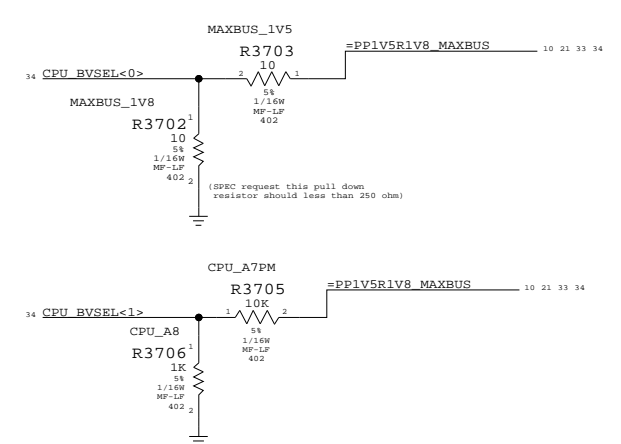 MAXBUS_1V5
R3703
=PP1V5R1V8_MAXBUS 10 21 33 34
10
34 CPU_BVSEL<0>
2 1
5%
1/16W
MF-LF
402
MAXBUS_1V8
R3702 1
10
5%
1/16W
MF-LF
402 2
(SPEC request this pull down
resistor should less than 250 ohm)
CPU_A7PM
R3705
=PP1V5R1V8_MAXBUS 10 21 33 34
10K
34 CPU_BVSEL<1>
1 2
5%
1/16W
MF-LF
402
CPU_A8
R3706 1
1K
5%
1/16W
MF-LF
402 2